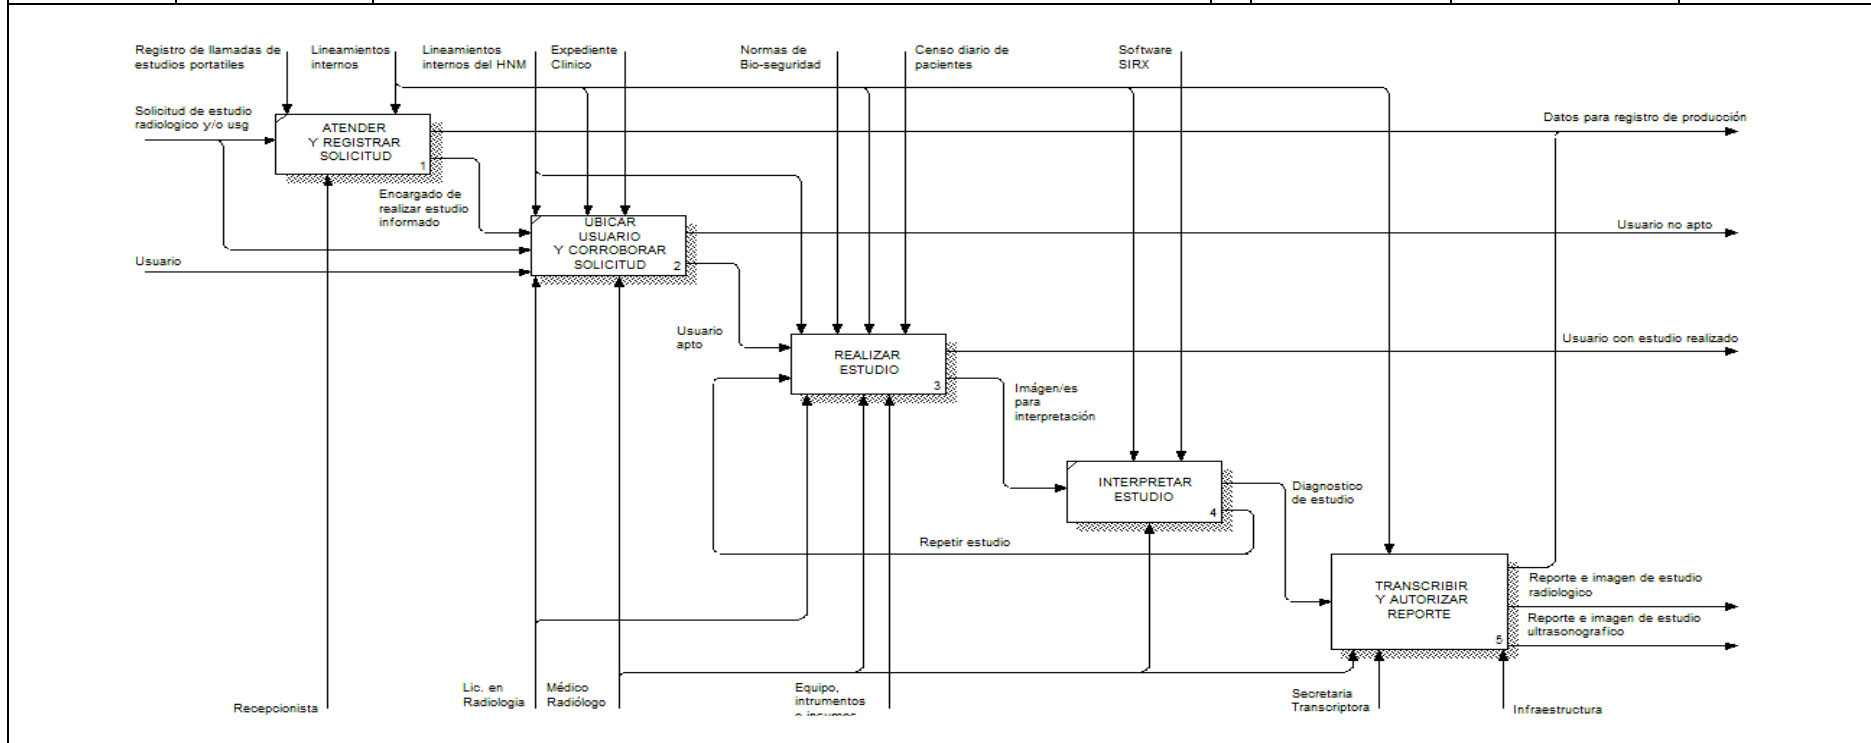 Registro de llamadas de
estudios portatiles
Lineamientos
internos
Lineamientos
internos del HNM
Expediente
Clinico
Normas de
Bio-seguridad
Censo diario de
pacientes
Software
SIRX
Solicitud de estudio
radiologico y/o usg
ATENDER
Y REGISTRAR
SOLICITUD
1
Datos para registro de producción
Encargado de
realizar estudio
informado
UBICAR
USUARIO
Y CORROBORAR
SOLICITUD
2
Usuario no apto
Usuario
Usuario
apto
REALIZAR
ESTUDIO
3
Usuario con estudio realizado
Imágen/es
para
interpretación
INTERPRETAR
ESTUDIO
4
Diagnostico
de estudio
Repetir estudio
TRANSCRIBIR
Y AUTORIZAR
REPORTE
5
Reporte e imagen de estudio
radiologico
Reporte e imagen de estudio
ultrasonografico
Recepcionista
Lic. en
Radiologia
Médico
Radiólogo
Equipo,
intrumentos
e insumos
Secretaria
Transcriptora
Infraestructura